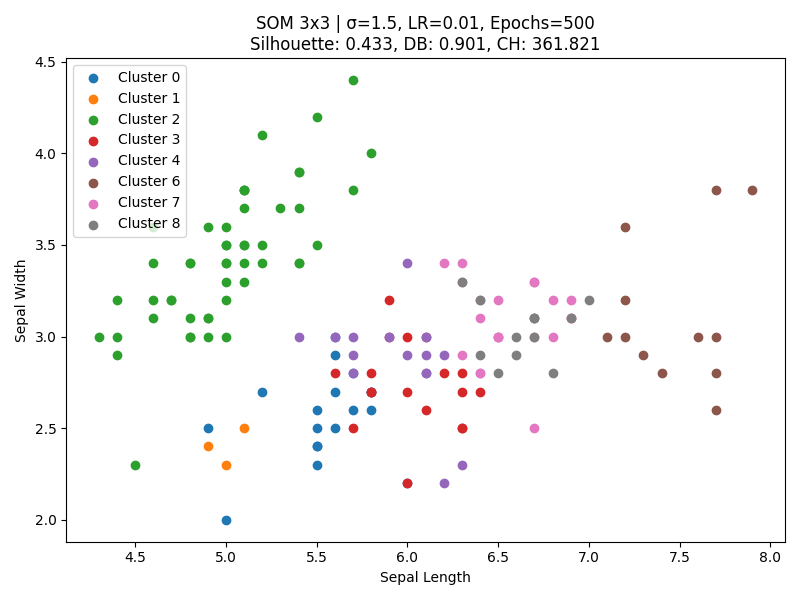 SOM 3x3 | σ=1.5, LR=0.01, Epochs=500
Silhouette: 0.433, DB: 0.901, CH: 361.821
Cluster 0
Cluster 1
Cluster 2
Cluster 3
Cluster 4
Cluster 6
Cluster 7
Cluster 8
4.5
4.0
3.5
3.0
2.5
2.0
Sepal Width
4.5 5.0 5.5 6.0 6.5 7.0 7.5 8.0
Sepal Length